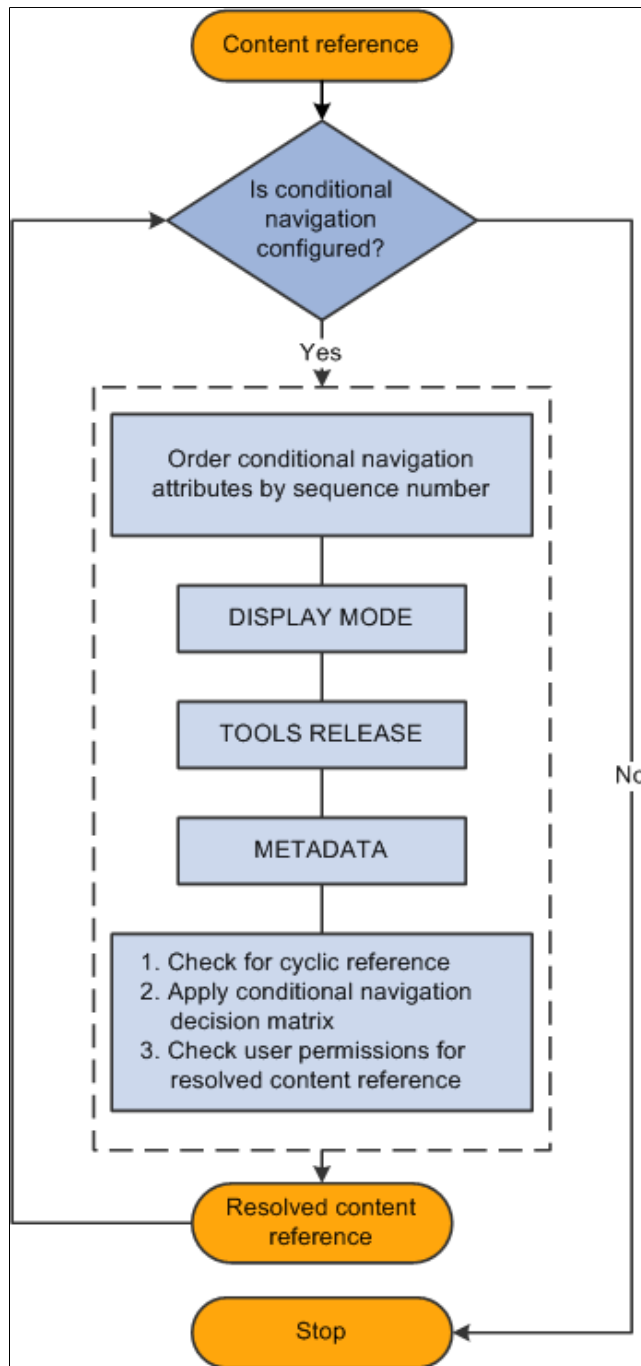 Content reference
Is conditional
navigation
configured?
Yes
Order conditional navigation
attributes by sequence number
DISPLAY MODE
TOOLS RELEASE
No
METADATA
1. Check for cyclic reference
2. Apply conditional navigation
decision matrix
3. Check user permissions for
resolved content reference
Resolved content
reference
Stop